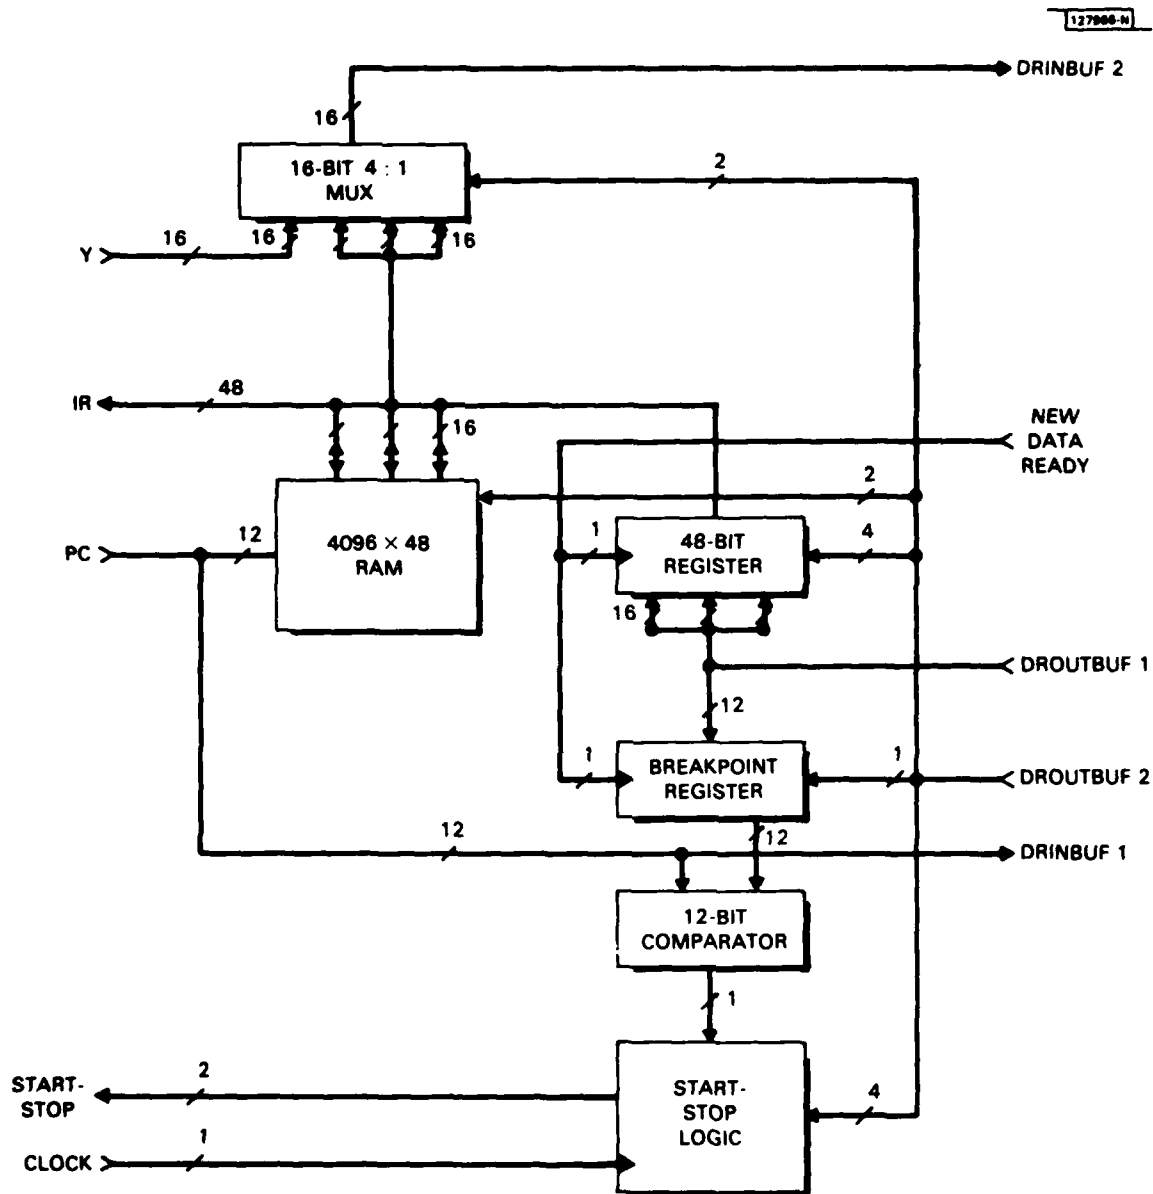 127966-N
DRINBUF 2
16
16-BIT 4 : 1
MUX
2
Y
16
16
16
IR
48
16
NEW
DATA
READY
2
PC
12
4096 × 48
RAM
1
48-BIT
REGISTER
4
16
DROUTBUF 1
12
1
BREAKPOINT
REGISTER
1
DROUTBUF 2
12
12
DRINBUF 1
12-BIT
COMPARATOR
1
START-
STOP
2
START-
STOP
LOGIC
4
CLOCK
1